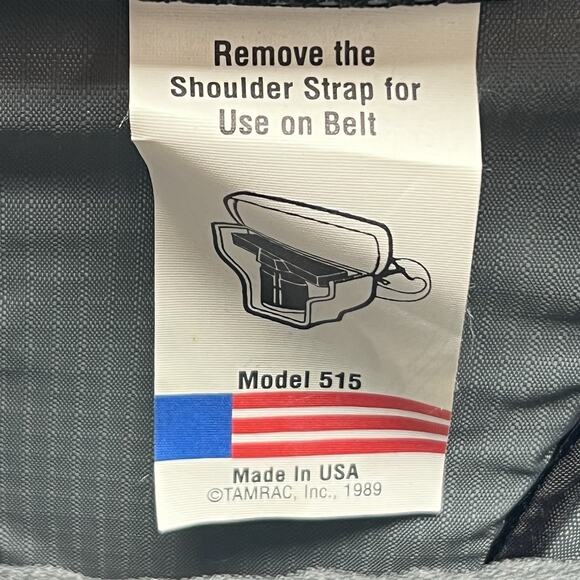 Remove the
Shoulder Strap for
Use on Belt
Model 515
Made In USA
©TAMRAC, Inc., 1989